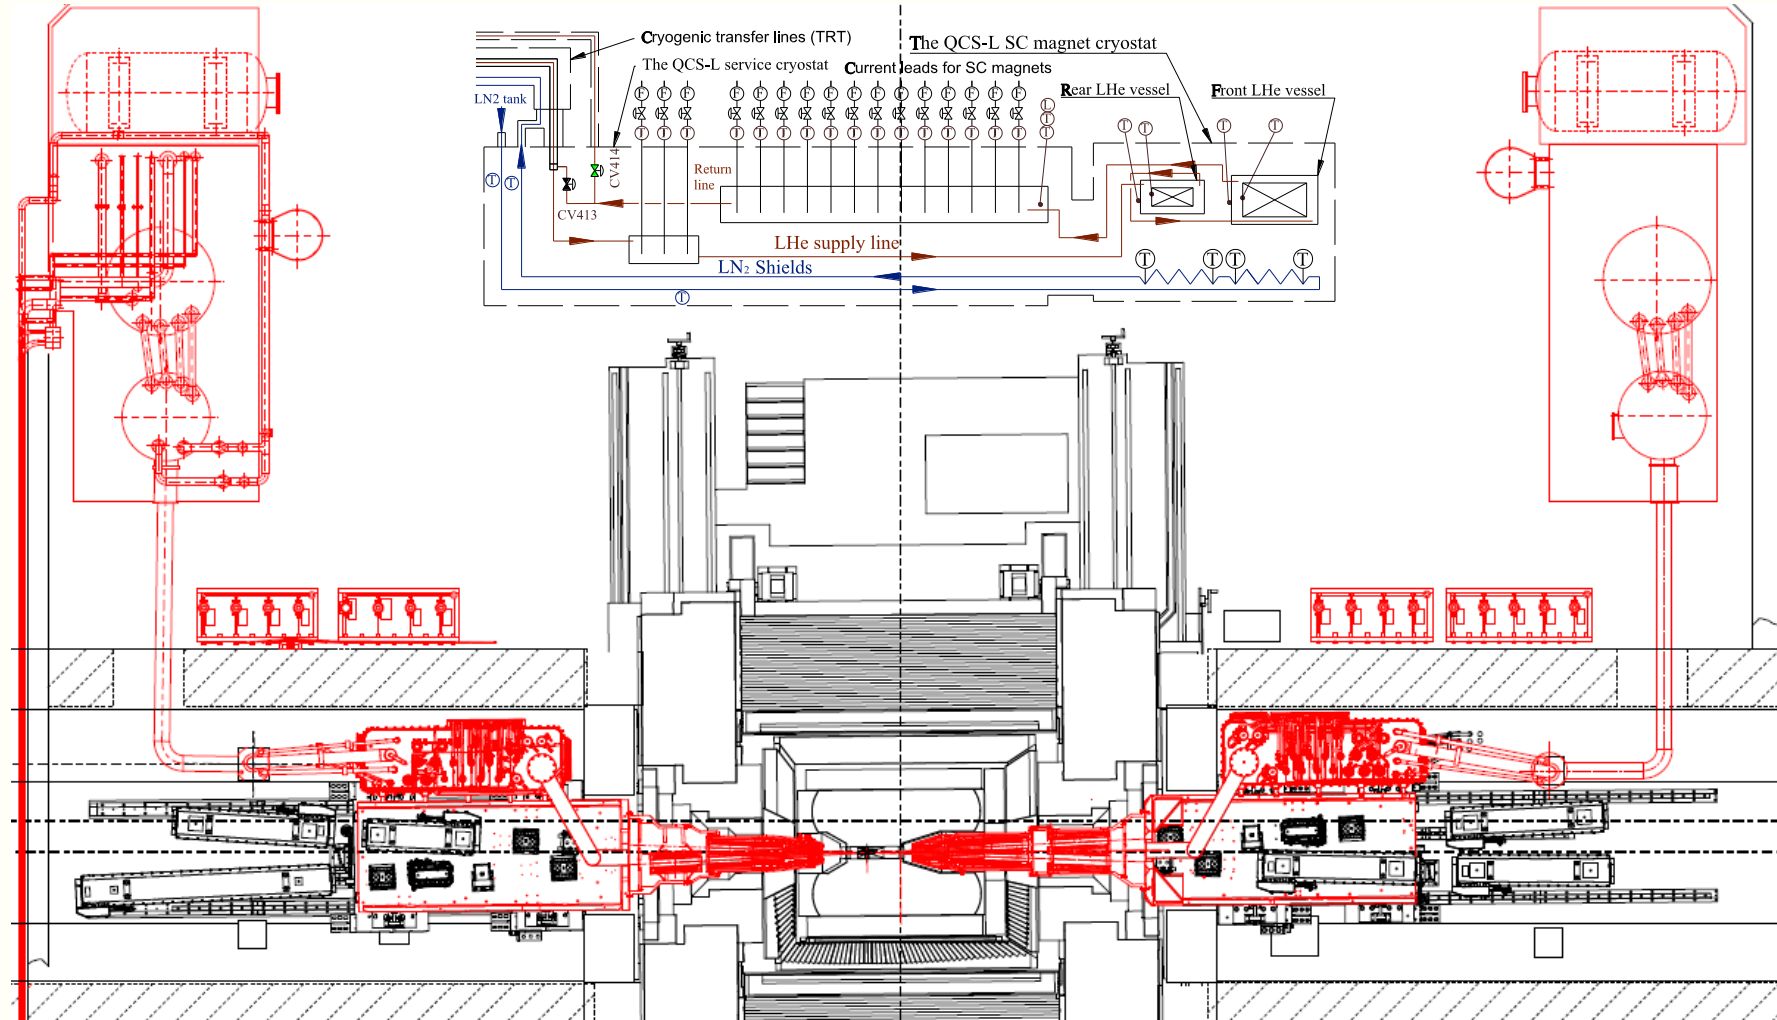 Cryogenic transfer lines (TRT)
The QCS-L SC magnet cryostat
The QCS-L service cryostat
Current leads for SC magnets
LN2 tank
F F F F F F F F F F F F F F F F
Rear LHe vessel
Front LHe vessel
L
T
T T T T T T T T T T T T T T T T T
T T T T
CV414
Return
line
T T
CV413
LHe supply line
LN2 Shields
T T T T
T